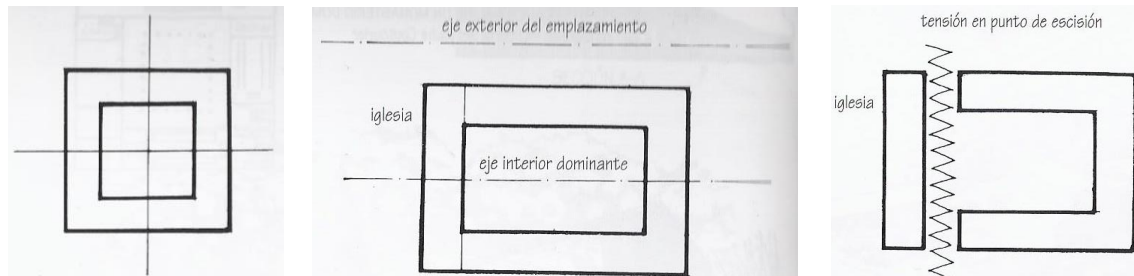 eje exterior del emplazamiento
iglesia
eje interior dominante
tensión en punto de escisión
iglesia